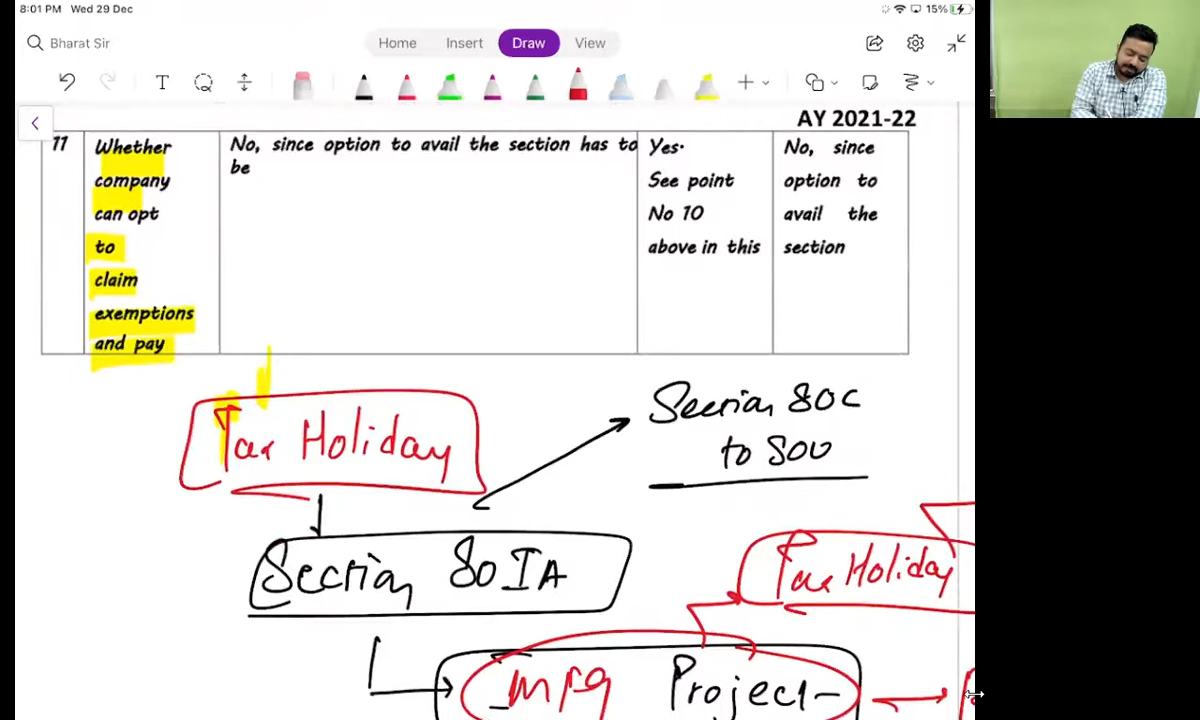 8:01 PM Wed 29 Dec
15%
Bharat Sir
Home Insert Draw View
T
AY 2021-22
11 Whether company can opt to claim exemptions and pay
No, since option to avail the section has to be
Yes.
See point
No 10
above in this
No, since
option to
avail the
section
Tax Holiday
Section 80C
to 80U
Section 80 IA
Tax Holiday
mfg Project